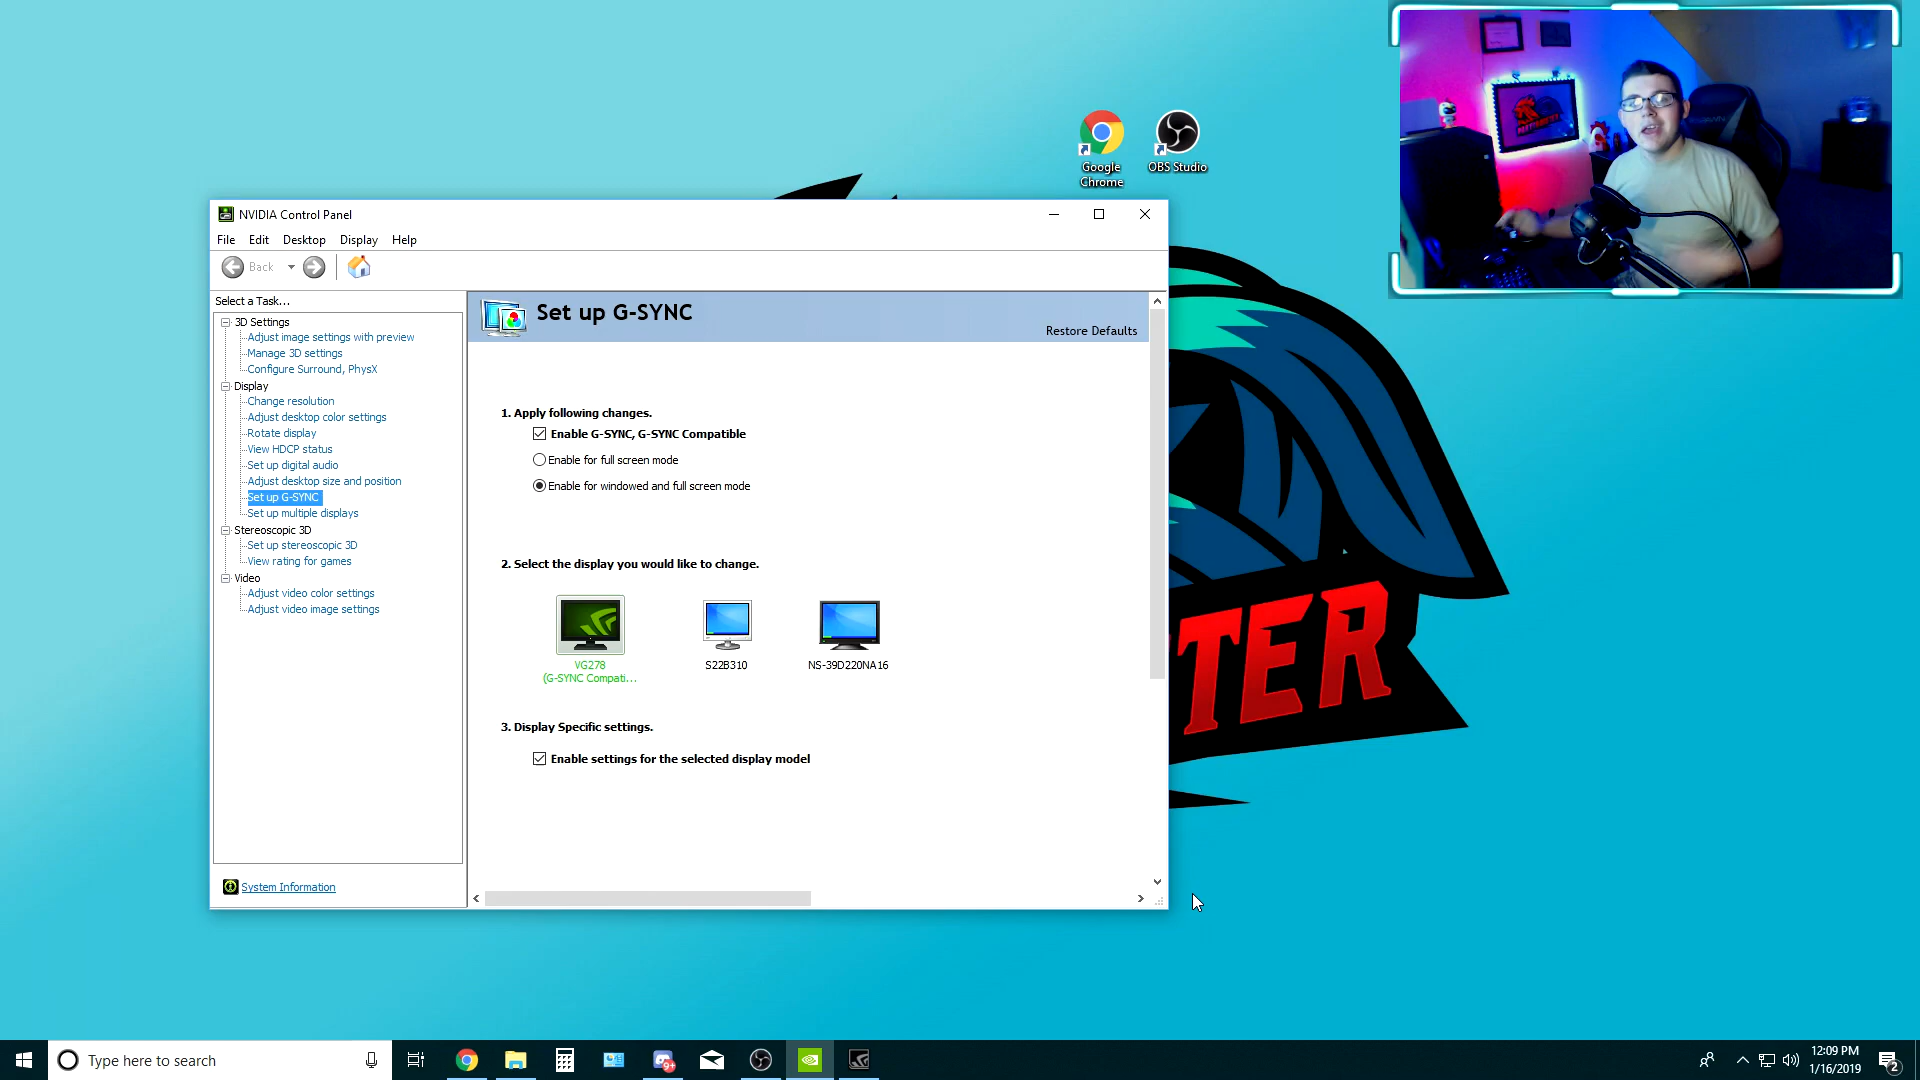 Google
Chrome
OBS Studio
NVIDIA Control Panel
File Edit Desktop Display Help
Back
Select a Task...
3D Settings
Adjust image settings with preview
Manage 3D settings
Configure Surround, PhysX
Display
Change resolution
Adjust desktop color settings
Rotate display
View HDCP status
Set up digital audio
Adjust desktop size and position
Set up G-SYNC
Set up multiple displays
Stereoscopic 3D
Set up stereoscopic 3D
View rating for games
Video
Adjust video color settings
Adjust video image settings
System Information
Set up G-SYNC
Restore Defaults
1. Apply following changes.
Enable G-SYNC, G-SYNC Compatible
Enable for full screen mode
Enable for windowed and full screen mode
2. Select the display you would like to change.
VG278
(G-SYNC Compati...
S22B310
NS-39D220NA16
3. Display Specific settings.
Enable settings for the selected display model
TER
Type here to search
9+
12:09 PM
1/16/2019
2